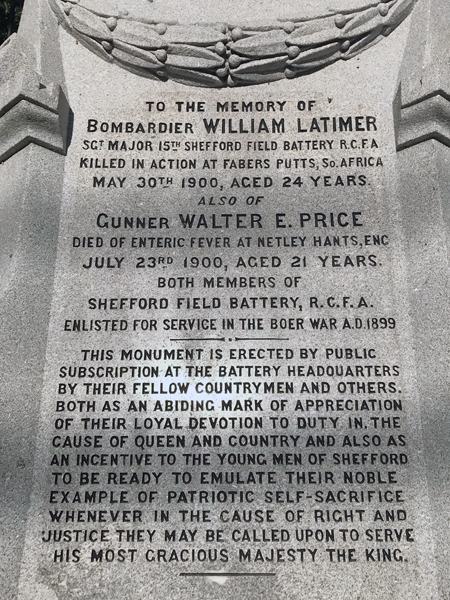 TO THE MEMORY OF
BOMBARDIER WILLIAM LATIMER
SGT MAJOR 15TH SHEFFORD FIELD BATTERY R.C.F.A
KILLED IN ACTION AT FABERS PUTTS, SO. AFRICA
MAY 30TH 1900, AGED 24 YEARS.
ALSO OF
GUNNER WALTER E. PRICE
DIED OF ENTERIC FEVER AT NETLEY HANTS, ENG
JULY 23RD 1900, AGED 21 YEARS.
BOTH MEMBERS OF
SHEFFORD FIELD BATTERY, R.C.F.A.
ENLISTED FOR SERVICE IN THE BOER WAR A.D. 1899
THIS MONUMENT IS ERECTED BY PUBLIC
SUBSCRIPTION AT THE BATTERY HEADQUARTERS
BY THEIR FELLOW COUNTRYMEN AND OTHERS.
BOTH AS AN ABIDING MARK OF APPRECIATION
OF THEIR LOYAL DEVOTION TO DUTY IN, THE
CAUSE OF QUEEN AND COUNTRY AND ALSO AS
AN INCENTIVE TO THE YOUNG MEN OF SHEFFORD
TO BE READY TO EMULATE THEIR NOBLE
EXAMPLE OF PATRIOTIC SELF-SACRIFICE
WHENEVER IN THE CAUSE OF RIGHT AND
JUSTICE THEY MAY BE CALLED UPON TO SERVE
HIS MOST GRACIOUS MAJESTY THE KING.